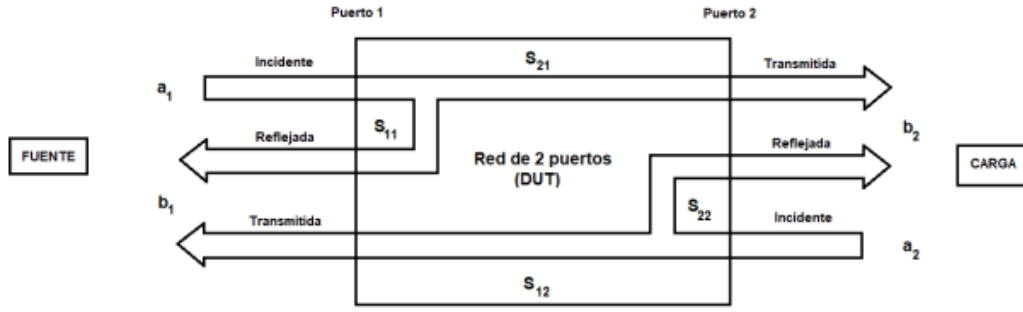 Puerto 1 Puerto 2
Incidente S21 Transmitida
a1
S11 b2
Reflejada Reflejada
FUENTE Red de 2 puertos CARGA
(DUT)
b1 S22
Transmitida Incidente
a2
S12